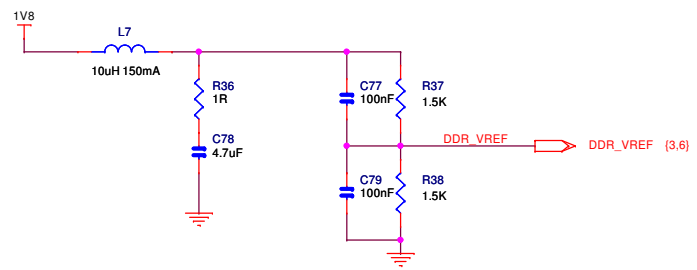 1V8
L7
10uH 150mA
R36
1R
C78
4.7uF
C77
100nF
R37
1.5K
DDR_VREF
DDR_VREF {3,6}
C79
100nF
R38
1.5K